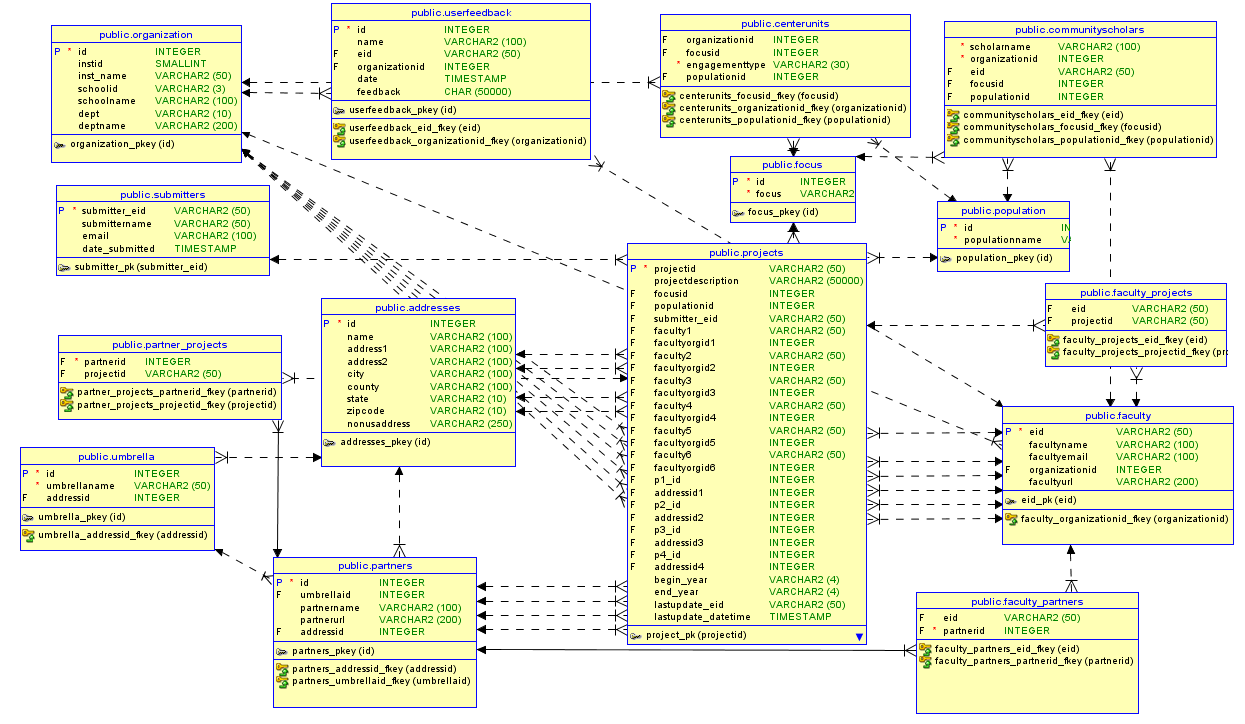 public.organization
P * id INTEGER
instid SMALLINT
inst_name VARCHAR2 (50)
schoolid VARCHAR2 (3)
schoolname VARCHAR2 (100)
dept VARCHAR2 (10)
deptname VARCHAR2 (200)
organization_pkey (id)
public.userfeedback
P * id INTEGER
name VARCHAR2 (100)
F eid VARCHAR2 (50)
F organizationid INTEGER
date TIMESTAMP
feedback CHAR (50000)
userfeedback_pkey (id)
userfeedback_eid_fkey (eid)
userfeedback_organizationid_fkey (organizationid)
public.centerunits
F organizationid INTEGER
F focusid INTEGER
* engagementtype VARCHAR2 (30)
F populationid INTEGER
centerunits_focusid_fkey (focusid)
centerunits_organizationid_fkey (organizationid)
centerunits_populationid_fkey (populationid)
public.communityscholars
* scholarname VARCHAR2 (100)
* organizationid INTEGER
F eid VARCHAR2 (50)
F focusid INTEGER
F populationid INTEGER
communityscholars_eid_fkey (eid)
communityscholars_focusid_fkey (focusid)
communityscholars_populationid_fkey (populationid)
public.focus
P * id INTEGER
* focus VARCHAR2
focus_pkey (id)
public.submitters
P * submitter_eid VARCHAR2 (50)
submittername VARCHAR2 (50)
email VARCHAR2 (100)
date_submitted TIMESTAMP
submitter_pk (submitter_eid)
public.population
P * id IN
* populationname
population_pkey (id)
public.projects
P * projectid VARCHAR2 (50)
projectdescription VARCHAR2 (50000)
F focusid INTEGER
F populationid INTEGER
F submitter_eid VARCHAR2 (50)
F faculty1 VARCHAR2 (50)
F facultyorgid1 INTEGER
F faculty2 VARCHAR2 (50)
F facultyorgid2 INTEGER
F faculty3 VARCHAR2 (50)
F facultyorgid3 INTEGER
F faculty4 VARCHAR2 (50)
F facultyorgid4 INTEGER
F faculty5 VARCHAR2 (50)
F facultyorgid5 INTEGER
F faculty6 VARCHAR2 (50)
F facultyorgid6 INTEGER
F p1_id INTEGER
F addressid1 INTEGER
F p2_id INTEGER
F addressid2 INTEGER
F p3_id INTEGER
F addressid3 INTEGER
F p4_id INTEGER
F addressid4 INTEGER
begin_year VARCHAR2 (4)
end_year VARCHAR2 (4)
lastupdate_eid VARCHAR2 (50)
lastupdate_datetime TIMESTAMP
project_pk (projectid)
public.addresses
P * id INTEGER
name VARCHAR2 (100)
address1 VARCHAR2 (100)
address2 VARCHAR2 (100)
city VARCHAR2 (100)
county VARCHAR2 (100)
state VARCHAR2 (10)
zipcode VARCHAR2 (10)
nonusaddress VARCHAR2 (250)
addresses_pkey (id)
public.faculty_projects
F eid VARCHAR2 (50)
F projectid VARCHAR2 (50)
faculty_projects_eid_fkey (eid)
faculty_projects_projectid_fkey (pr
public.partner_projects
F * partnerid INTEGER
F projectid VARCHAR2 (50)
partner_projects_partnerid_fkey (partnerid)
partner_projects_projectid_fkey (projectid)
public.faculty
P * eid VARCHAR2 (50)
facultyname VARCHAR2 (100)
facultyemail VARCHAR2 (100)
F organizationid INTEGER
facultyurl VARCHAR2 (200)
eid_pk (eid)
faculty_organizationid_fkey (organizationid)
public.umbrella
P * id INTEGER
* umbrellaname VARCHAR2 (50)
F addressid INTEGER
umbrella_pkey (id)
umbrella_addressid_fkey (addressid)
public.partners
P * id INTEGER
F umbrellaid INTEGER
partnername VARCHAR2 (100)
partnerurl VARCHAR2 (200)
F addressid INTEGER
partners_pkey (id)
partners_addressid_fkey (addressid)
partners_umbrellaid_fkey (umbrellaid)
public.faculty_partners
F eid VARCHAR2 (50)
F * partnerid INTEGER
faculty_partners_eid_fkey (eid)
faculty_partners_partnerid_fkey (partnerid)